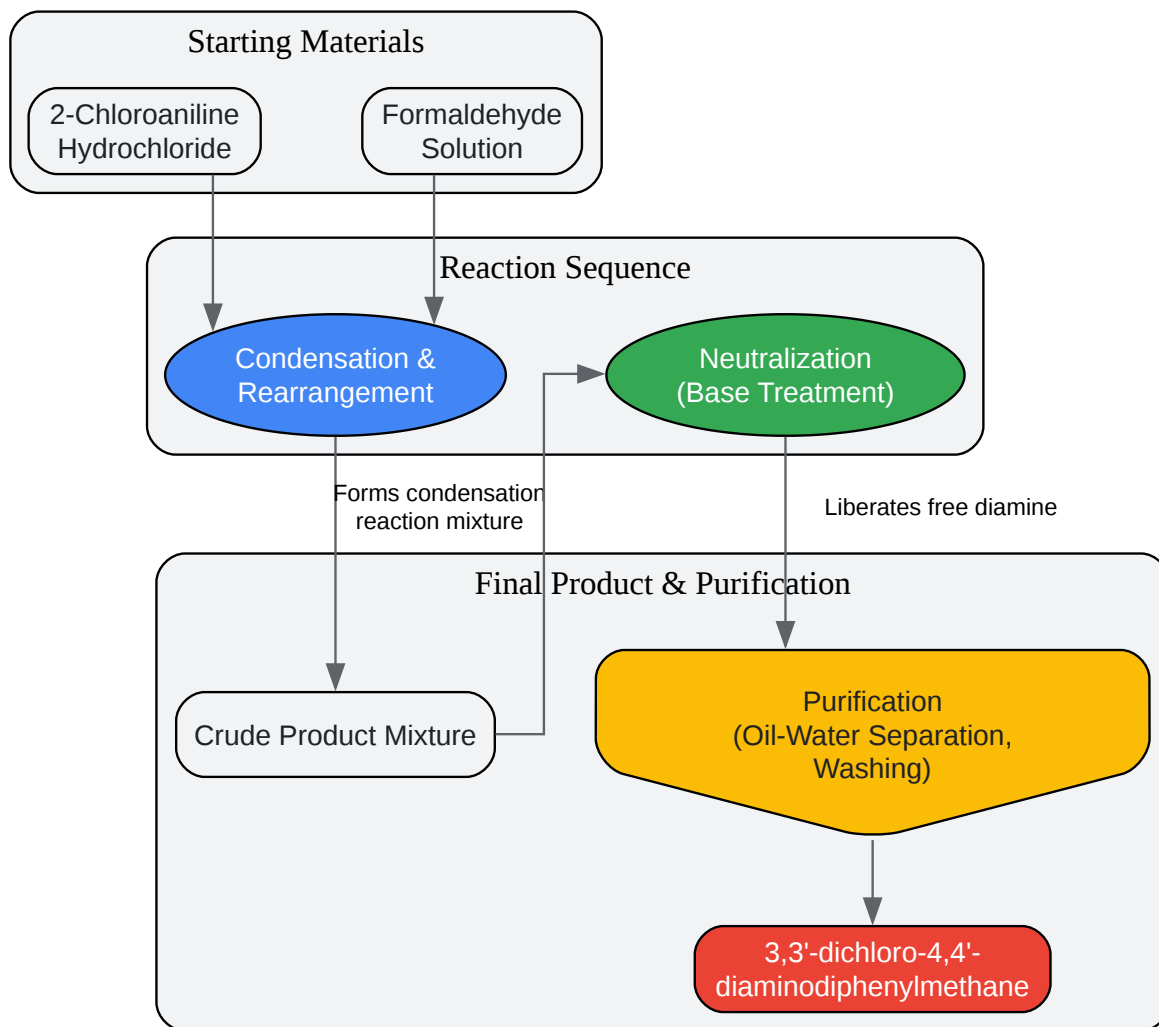 Starting Materials
2-Chloroaniline
Hydrochloride
Formaldehyde
Solution
Reaction Sequence
Condensation &
Rearrangement
Neutralization
(Base Treatment)
Forms condensation
reaction mixture
Liberates free diamine
Final Product & Purification
Crude Product Mixture
Purification
(Oil-Water Separation,
Washing)
3,3'-dichloro-4,4'-
diaminodiphenylmethane